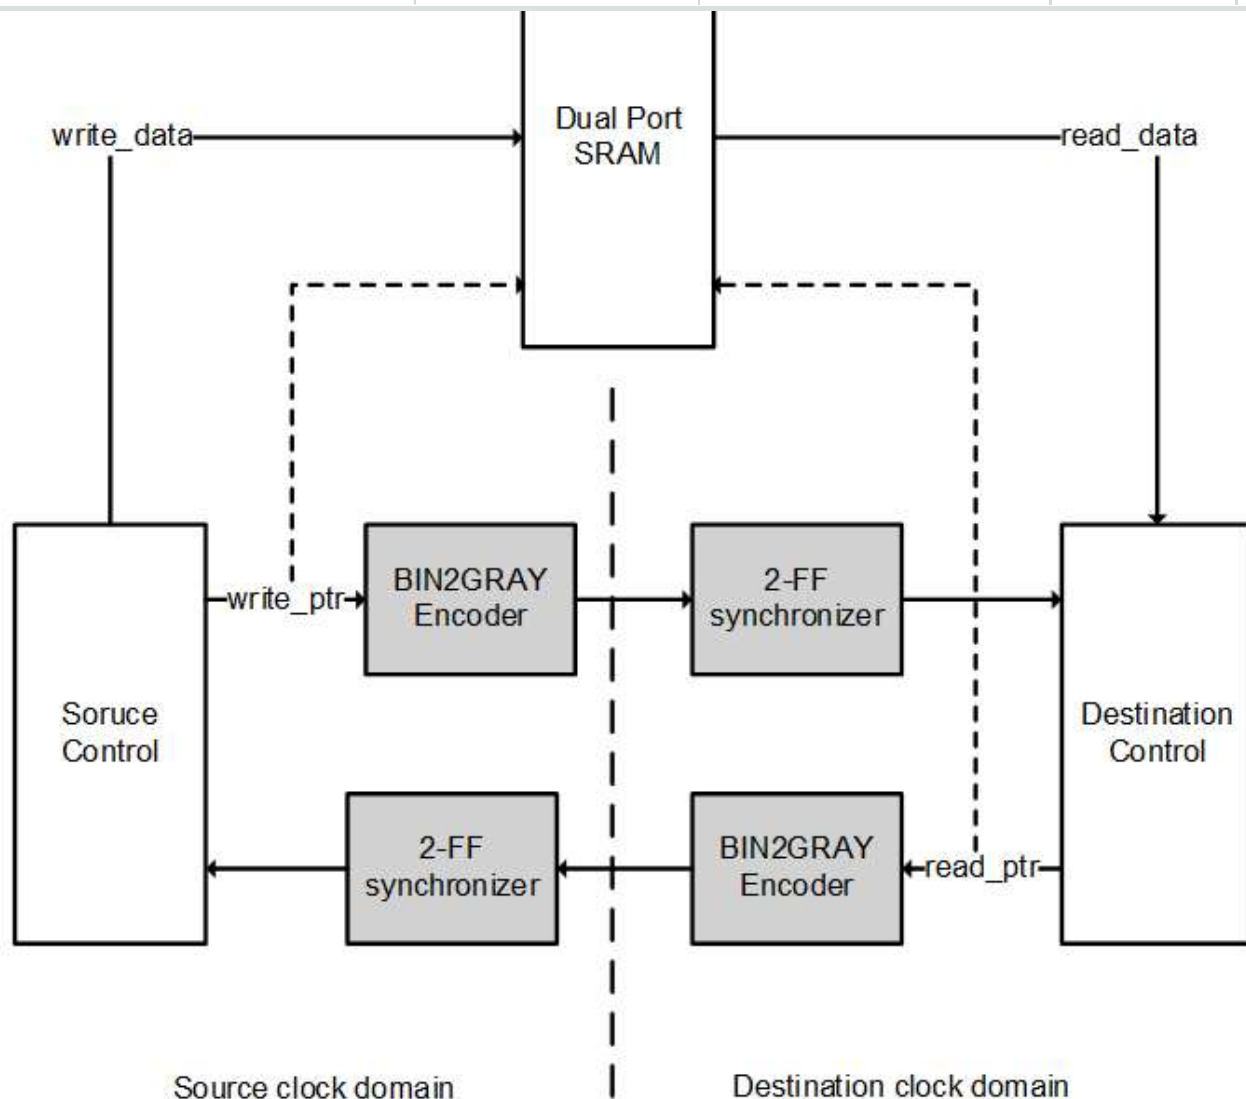 Dual Port
SRAM
write_data
read_data
write_ptr
BIN2GRAY
Encoder
2-FF
synchronizer
Soruce
Control
Destination
Control
2-FF
synchronizer
BIN2GRAY
Encoder
read_ptr
Source clock domain
Destination clock domain